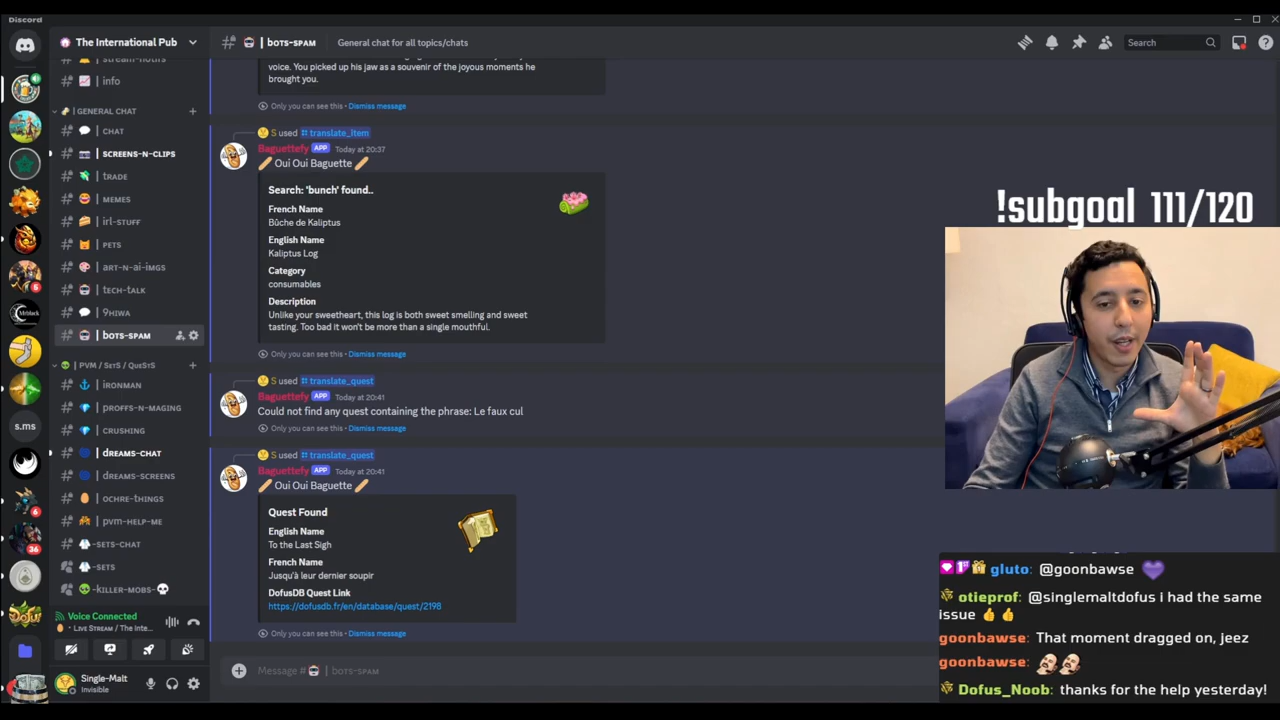 Discord
The International Pub
bots-spam
General chat for all topics/chats
Search
stream-hours
info
GENERAL CHAT
CHAT
SCREENS-N-CLIPS
TRADE
MEMES
irl-STUFF
PETS
ART-N-Ai-iMGS
TECH-TALK
9HIWA
BOTS-SPAM
PVM / SETS / QUESTS
iRONMAN
PROFFS-N-MAGING
CRUSHING
DREAMS-CHAT
DREAMS-SCREENS
OCHRE-THINGS
PVM-HELP-ME
-SETS-CHAT
-SETS
-KILLER-MOBS-
Voice Connected
Live Stream / The Inte...
Single-Malt
Invisible
s.ms
6
6
36
voice. You picked up his jaw as a souvenir of the joyous moments he
brought you.
Only you can see this • Dismiss message
S used translate_item
Baguettefy APP Today at 20:37
Oui Oui Baguette
Search: 'bunch' found..
French Name
Bûche de Kaliptus
English Name
Kaliptus Log
Category
consumables
Description
Unlike your sweetheart, this log is both sweet smelling and sweet
tasting. Too bad it won't be more than a single mouthful.
Only you can see this • Dismiss message
S used translate_quest
Baguettefy APP Today at 20:41
Could not find any quest containing the phrase: Le faux cul
Only you can see this • Dismiss message
S used translate_quest
Baguettefy APP Today at 20:41
Oui Oui Baguette
Quest Found
English Name
To the Last Sigh
French Name
Jusqu'à leur dernier soupir
DofusDB Quest Link
https://dofusdb.fr/en/database/quest/2198
Only you can see this • Dismiss message
Message # | BOTS-SPAM
!subgoal 111/120
gluto: @goonbawse
otieprof: @singlemaltdofus I had the same
issue
goonbawse: That moment dragged on, jeez
goonbawse:
Dofus_Noob: thanks for the help yesterday!